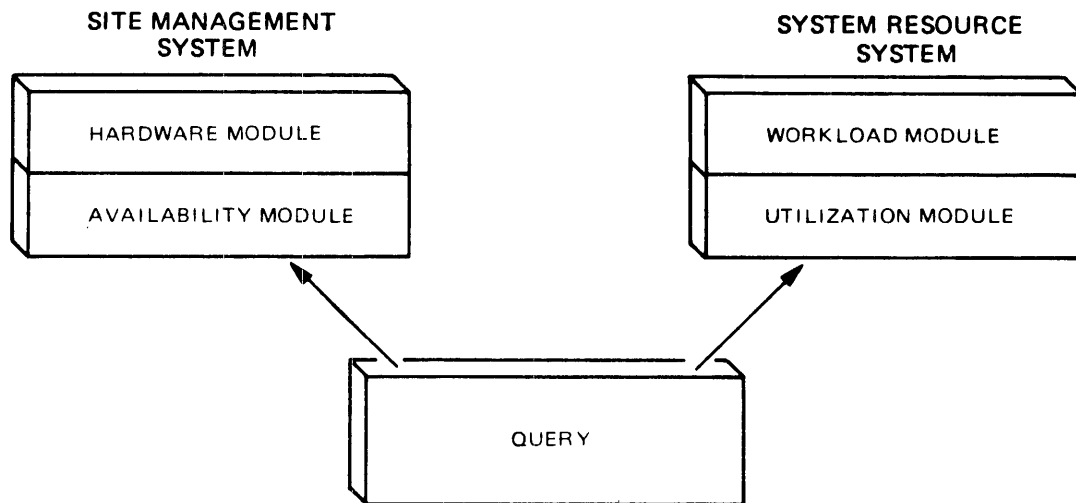 SITE MANAGEMENT
SYSTEM
HARDWARE MODULE
AVAILABILITY MODULE
SYSTEM RESOURCE
SYSTEM
WORKLOAD MODULE
UTILIZATION MODULE
QUERY